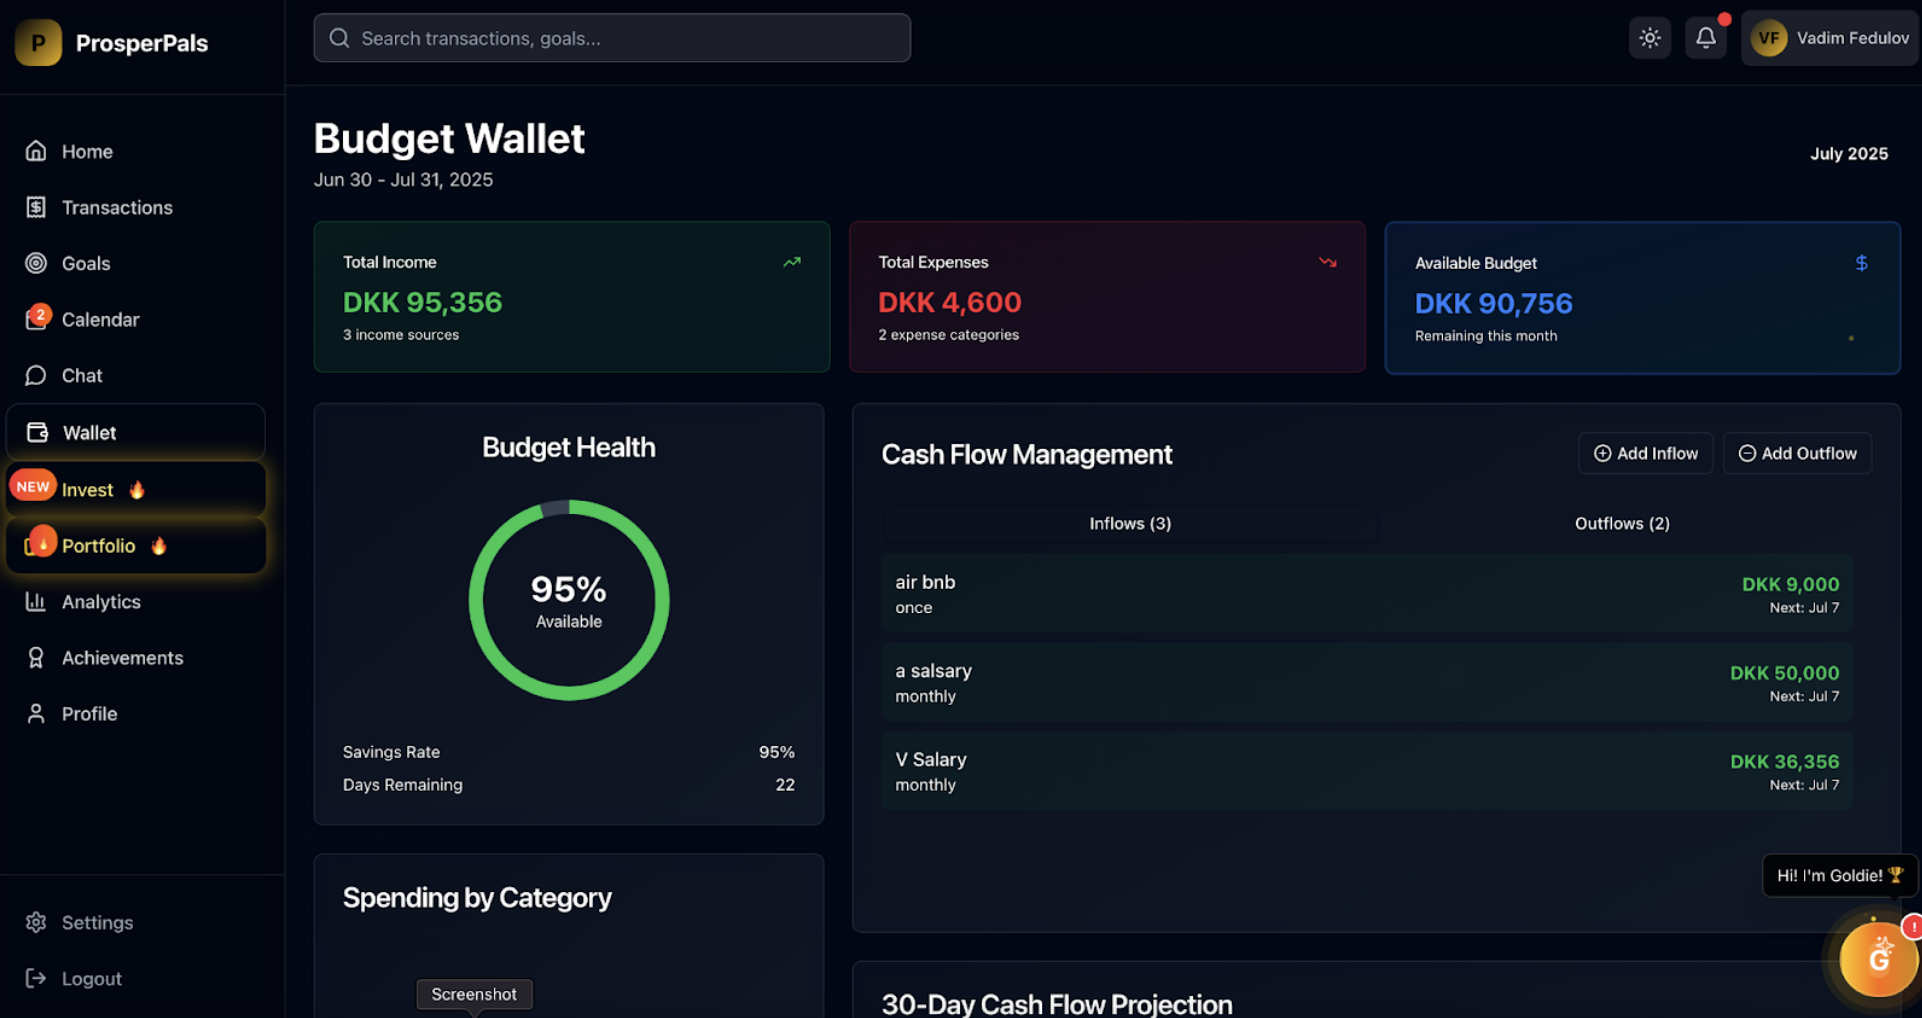 P ProsperPals
Search transactions, goals...
VF Vadim Fedulov
Home
Transactions
Goals
2 Calendar
Chat
Wallet
NEW Invest 🔥
Portfolio 🔥
Analytics
Achievements
Profile
Settings
Logout
Budget Wallet
Jun 30 - Jul 31, 2025
July 2025
Total Income
DKK 95,356
3 income sources
Total Expenses
DKK 4,600
2 expense categories
Available Budget
$
DKK 90,756
Remaining this month
Budget Health
95%
Available
Savings Rate 95%
Days Remaining 22
Cash Flow Management
Add Inflow
Add Outflow
Inflows (3)
Outflows (2)
air bnb DKK 9,000
once Next: Jul 7
a salsary DKK 50,000
monthly Next: Jul 7
V Salary DKK 36,356
monthly Next: Jul 7
Spending by Category
Screenshot
30-Day Cash Flow Projection
Hi! I'm Goldie! 🏆
!
G